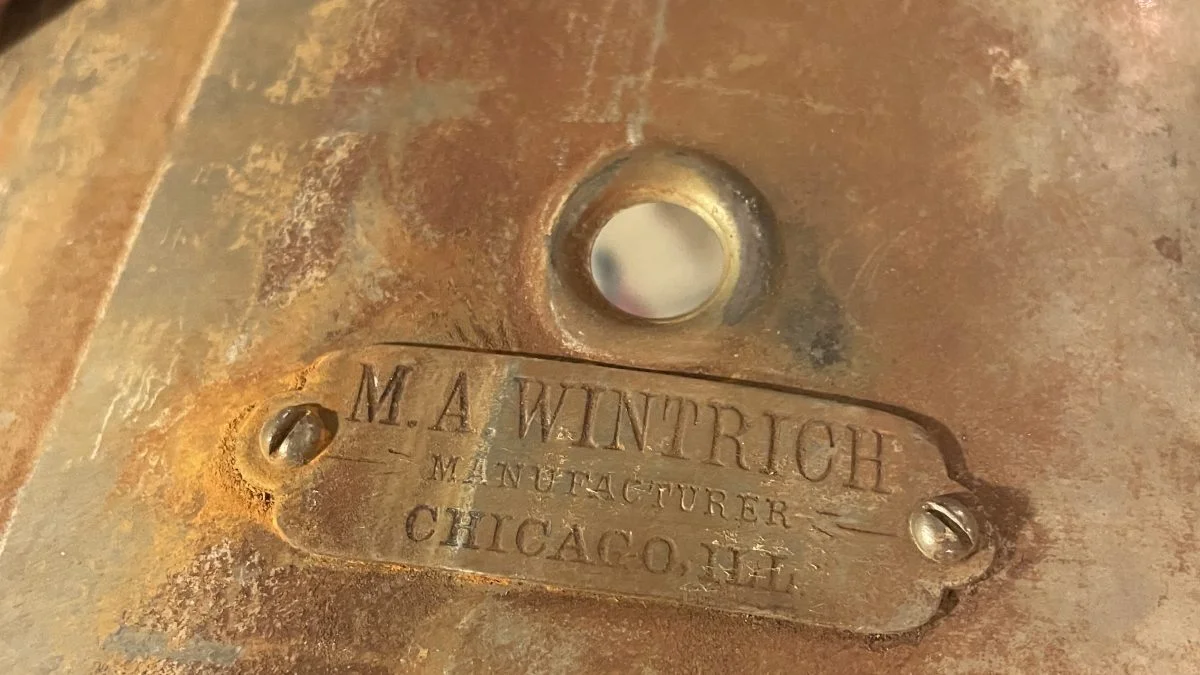 M. A WINTRICH
MANUFACTURER
CHICAGO, ILL.